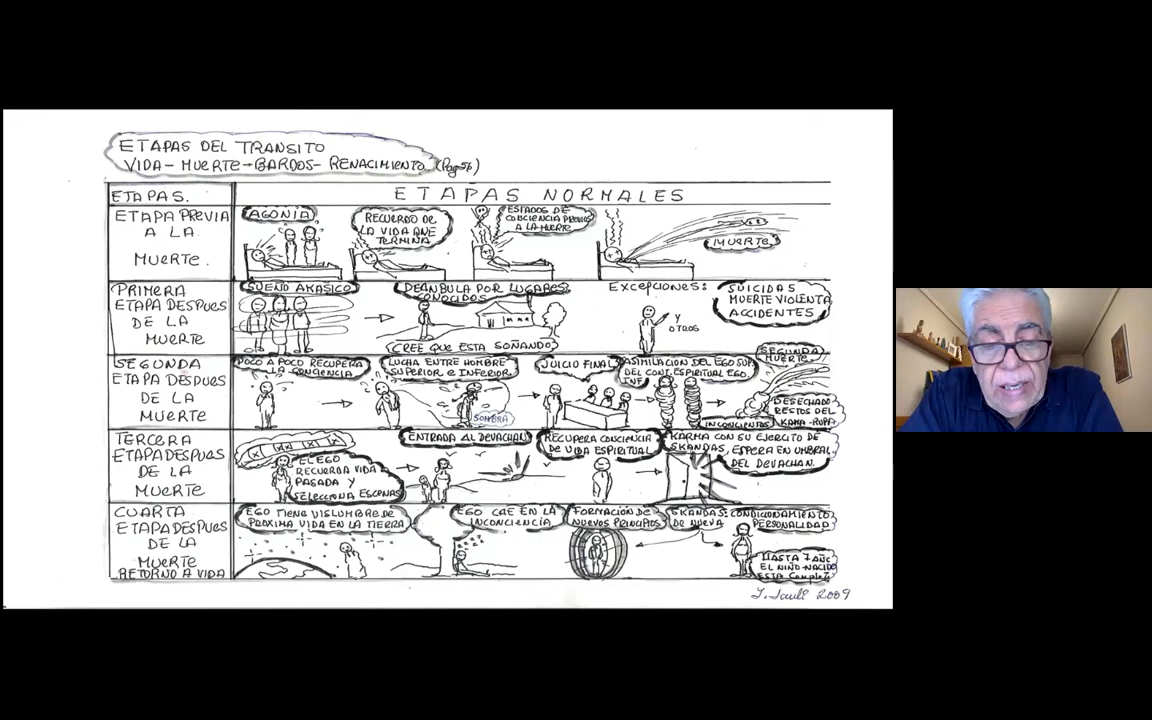 ETAPAS DEL TRANSITO
VIDA - MUERTE - BARDOS - RENACIMIENTO (Pag 56)
ETAPAS.
ETAPAS NORMALES
ETAPA PREVIA
A LA
MUERTE.
AGONIA
RECUERDO DE
LA VIDA QUE
TERMINA
ESTADOS DE
CONCIENCIA PREVIOS
A LA MUERTE
MUERTE
PRIMERA
ETAPA DESPUES
DE LA
MUERTE
SUEÑO AKASICO
DEANBULA POR LUGARES
CONOCIDOS
CREE QUE ESTA SOÑANDO
EXCEPCIONES:
Y
OTROS
SUICIDAS
MUERTE VIOLENTA
ACCIDENTES
SEGUNDA
ETAPA DESPUES
DE LA
MUERTE
POCO A POCO RECUPERA
LA CONCIENCIA
LUCHA ENTRE HOMBRE
SUPERIOR E INFERIOR
SOMBRA
JUICIO FINAL
ASIMILACION DEL EGO SUP.
DEL CONT. ESPIRITUAL EGO.
INF.
INCONCIENTES
SEGUNDA
MUERTE
DESECHADO
RESTOS DEL
KAMA-RUPA
TERCERA
ETAPA DESPUES
DE LA
MUERTE
EL EGO
RECUERDA VIDA
PASADA Y
SELECCIONA ESCENAS
ENTRADA AL DEVACHAN
RECUPERA CONCIENCIA
DE VIDA ESPIRITUAL
KARMA CON SU EJERCITO DE
SKANDAS, ESPERA EN UMBRAL
DEL DEVACHAN.
CUARTA
ETAPA DESPUES
DE LA
MUERTE
RETORNO A VIDA
EGO TIENE VISLUMBRE DE
PROXIMA VIDA EN LA TIERRA
EGO CAE EN LA
INCONCIENCIA
FORMACIÓN DE
NUEVOS PRINCIPIOS
SKANDAS: CONDICIONAMIENTO
DE NUEVA PERSONALIDAD
HASTA 7 AÑOS
EL NIÑO NACIDO
ESTA
2009